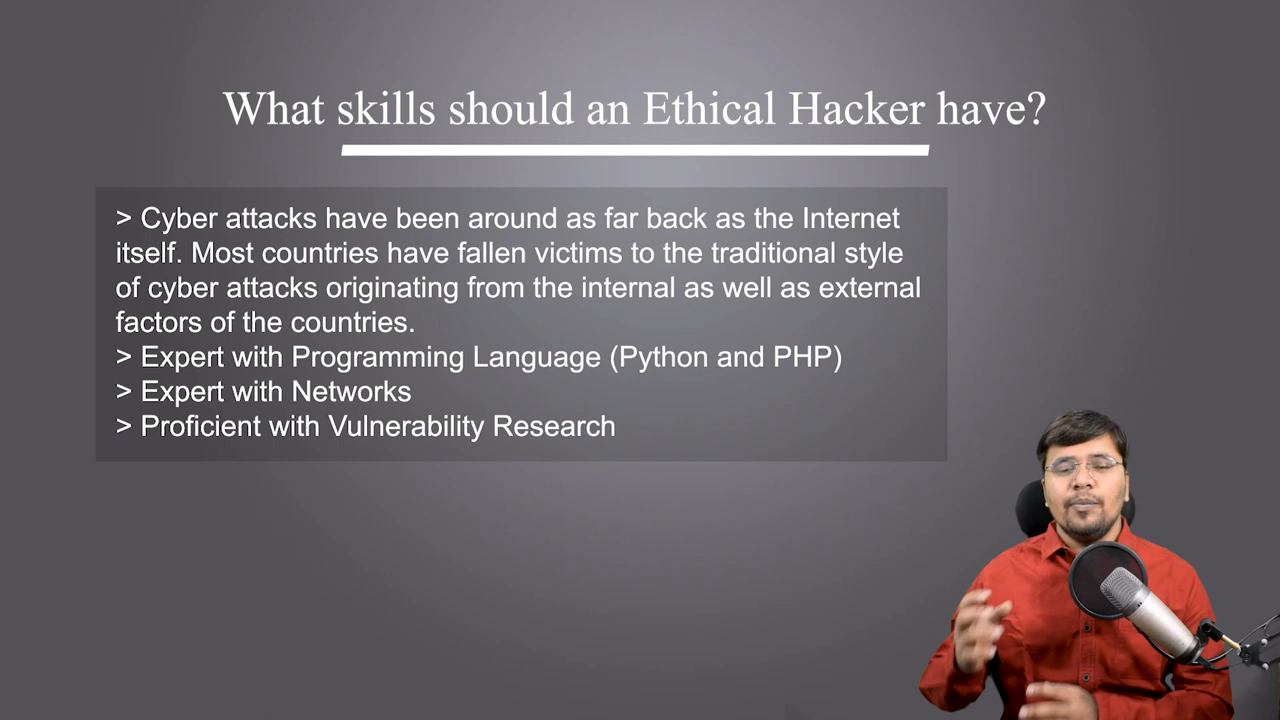 What skills should an Ethical Hacker have?
> Cyber attacks have been around as far back as the Internet
itself. Most countries have fallen victims to the traditional style
of cyber attacks originating from the internal as well as external
factors of the countries.
> Expert with Programming Language (Python and PHP)
> Expert with Networks
> Proficient with Vulnerability Research